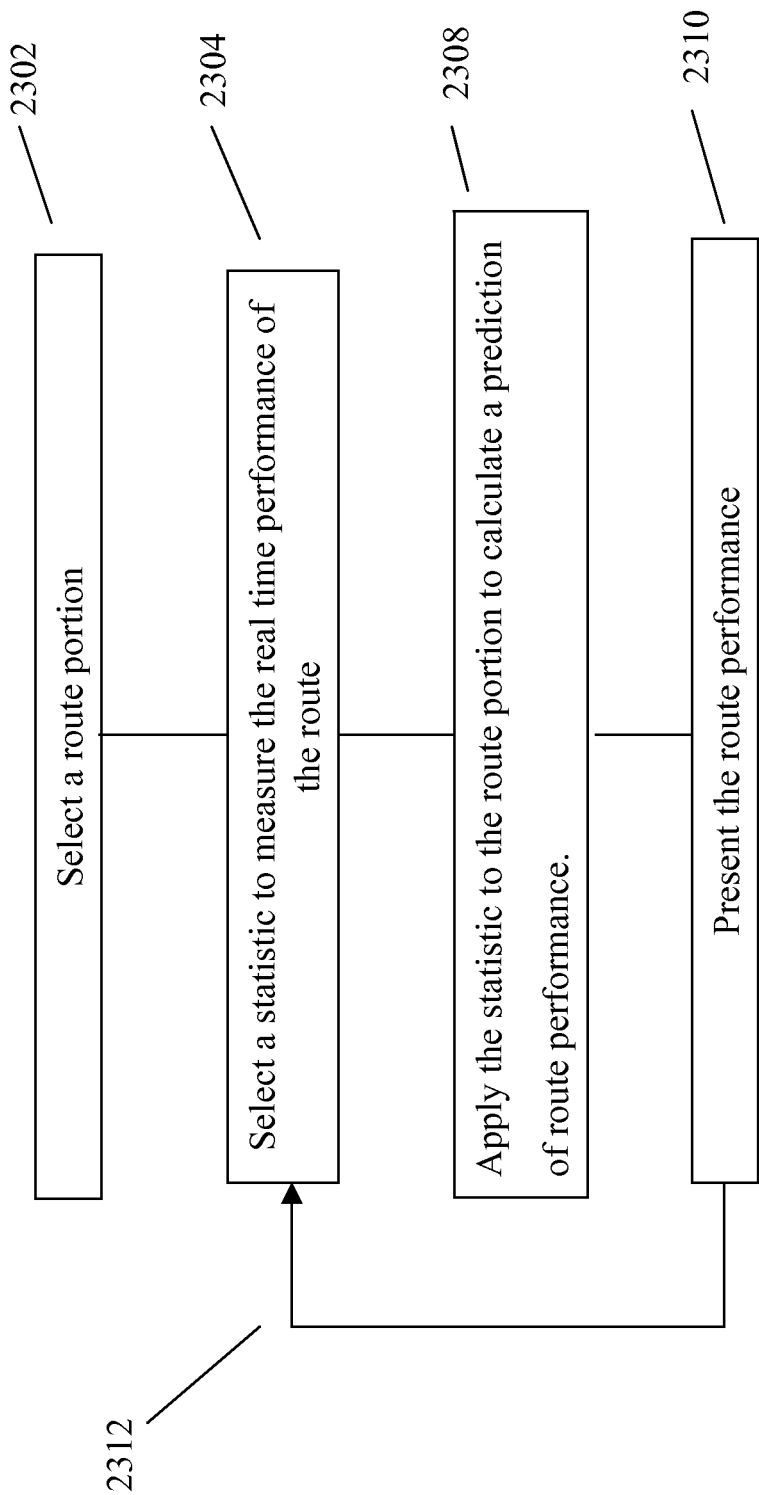 2302
Select a route portion
2304
Select a statistic to measure the real time performance of
the route
2308
Apply the statistic to the route portion to calculate a prediction
of route performance.
2310
Present the route performance
2312